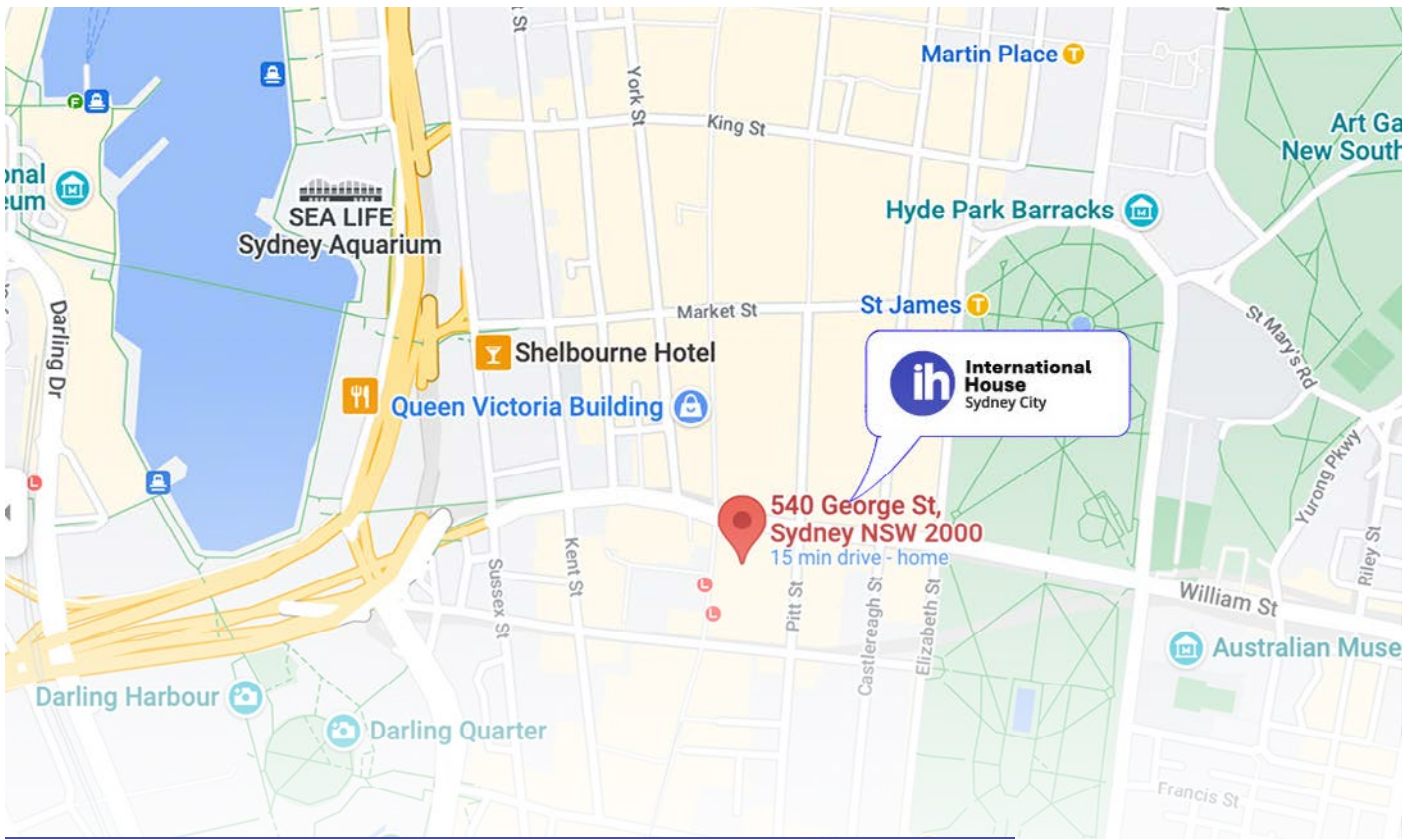 St
Martin Place T
York St
King St
F
Art Ga
New South
onal
eum
SEA LIFE
Sydney Aquarium
Hyde Park Barracks
Darling Dr
Market St
St James T
St Mary's Rd
Shelbourne Hotel
ih International
House
Sydney City
Queen Victoria Building
Yurong Pkwy
L
540 George St,
Sydney NSW 2000
15 min drive - home
Riley St
Kent St
Sussex St
L
L
Pitt St
Castlereagh St
Elizabeth St
William St
Australian Muse
Darling Harbour
Darling Quarter
Francis St